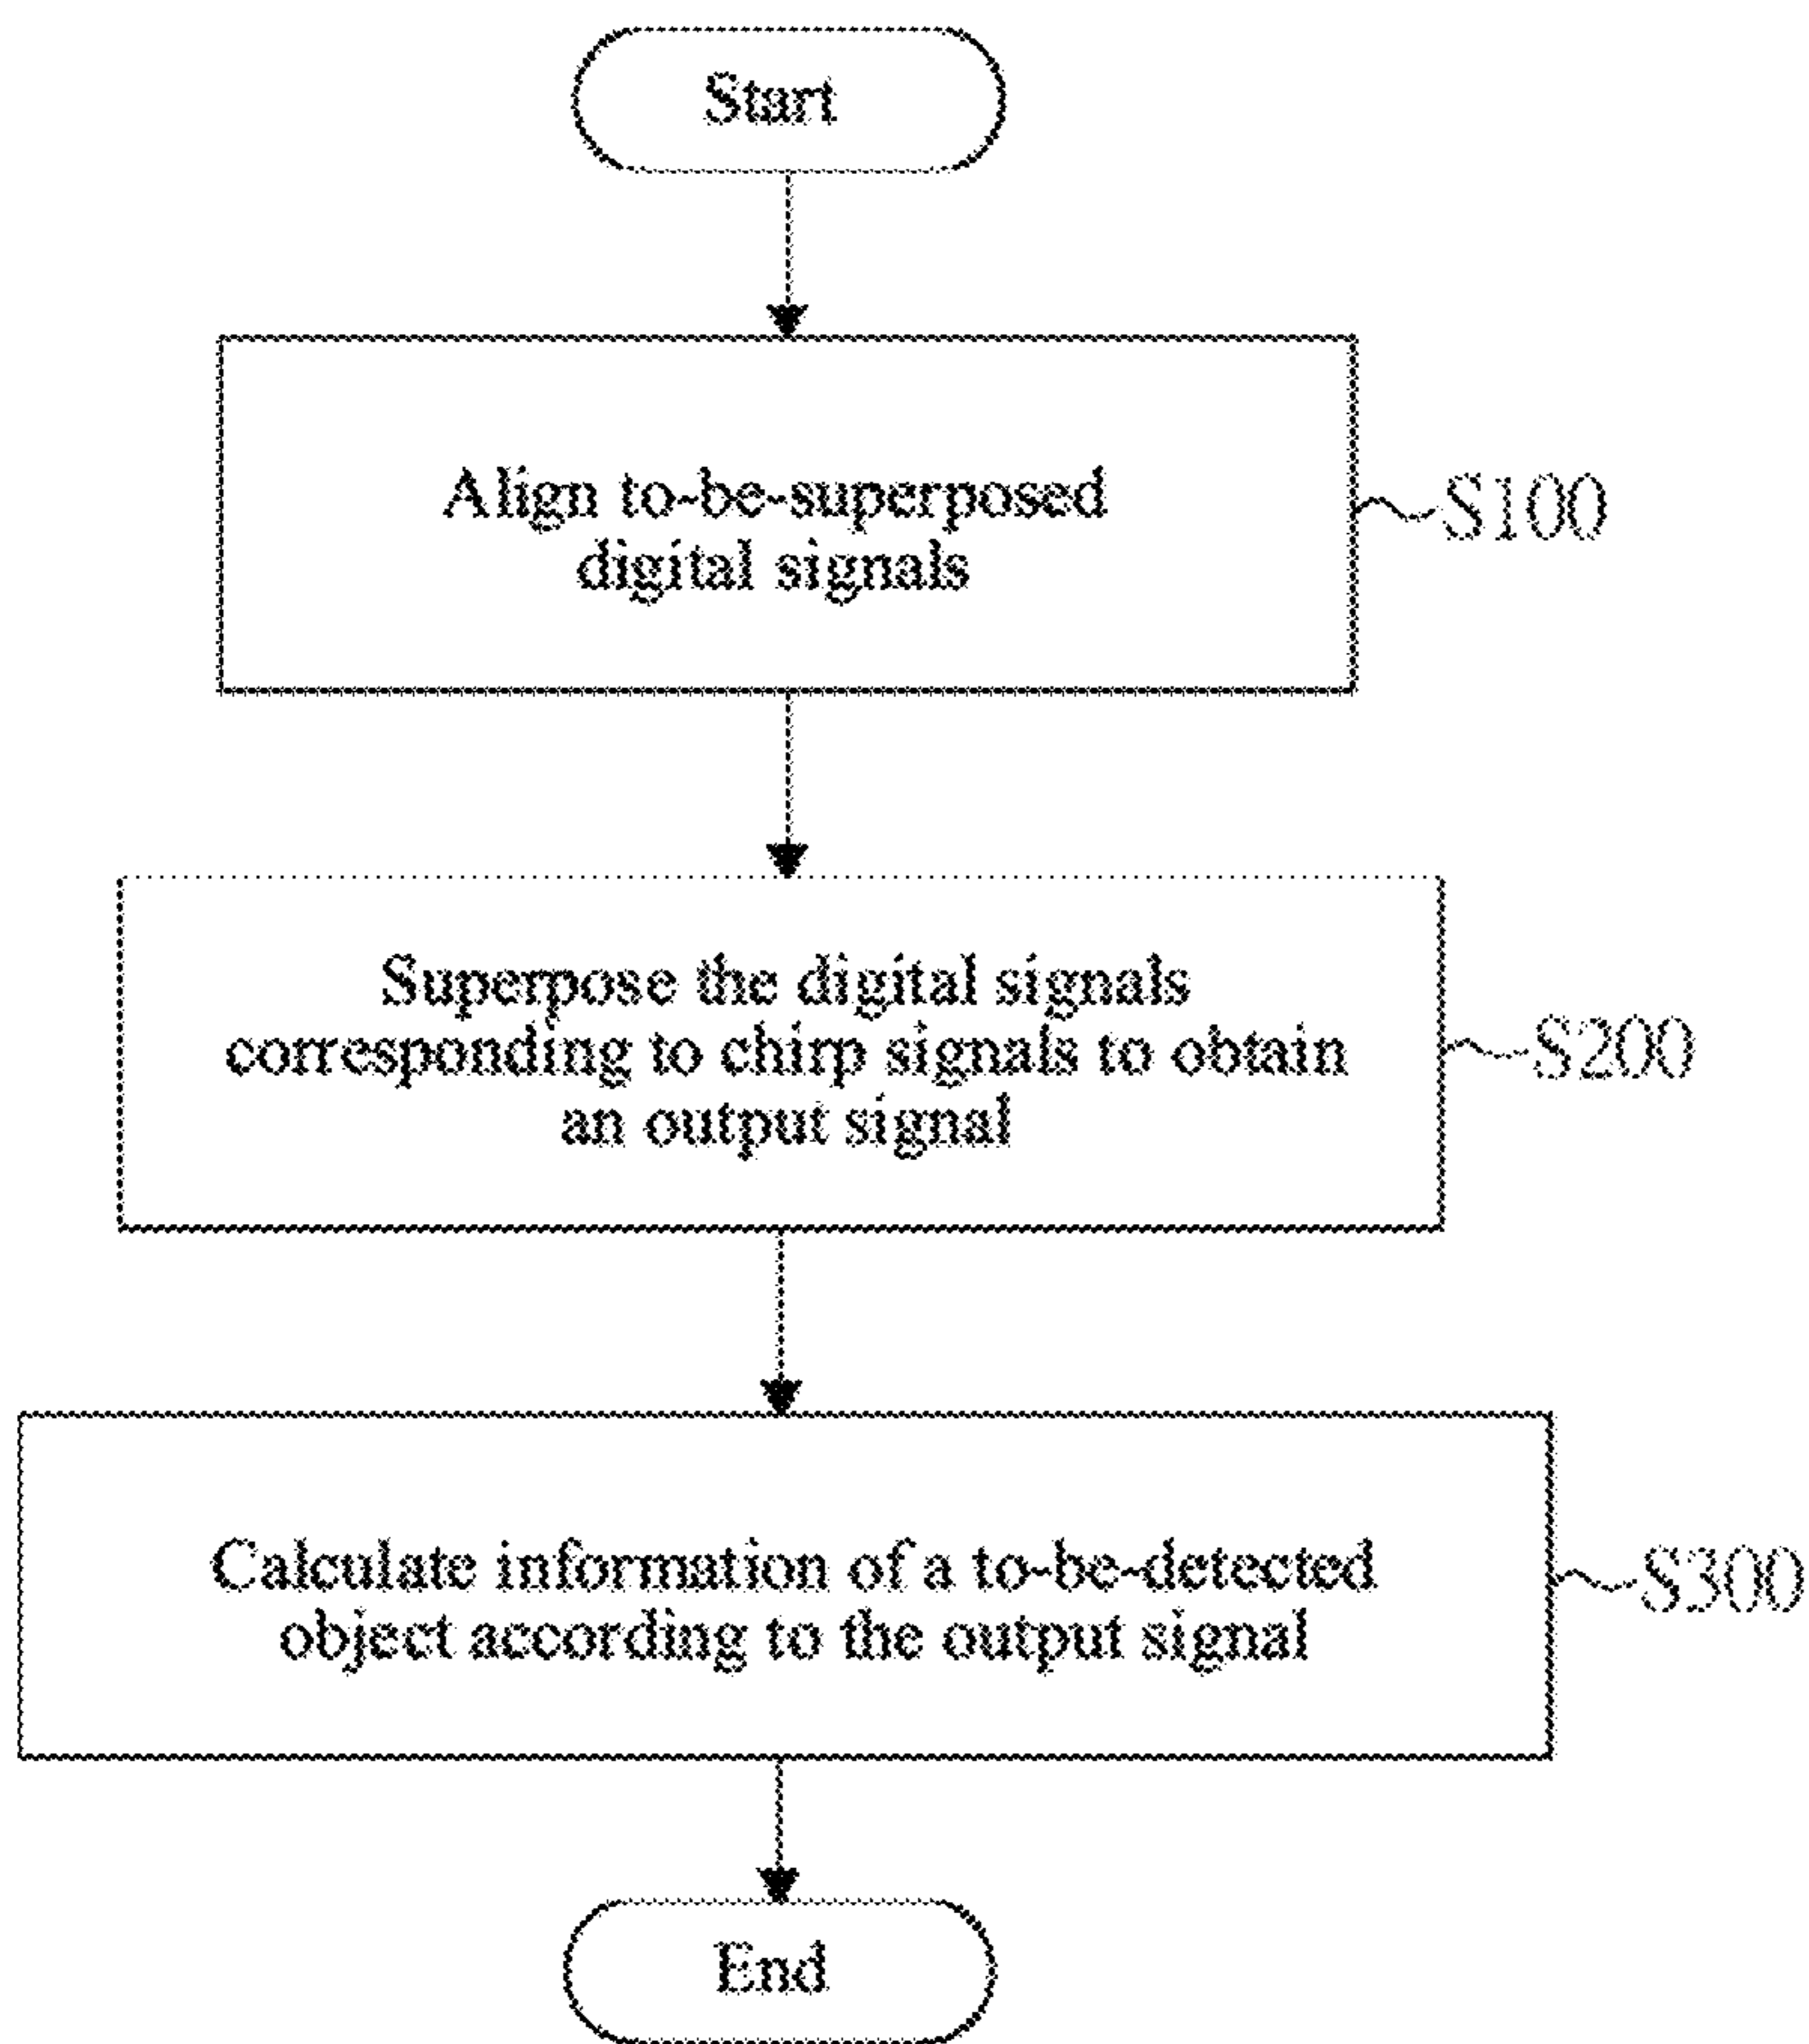 Start
Align to-be-superposed
digital signals
S100
Superpose the digital signals
corresponding to chirp signals to obtain
an output signal
S200
Calculate information of a to-be-detected
object according to the output signal
S300
End